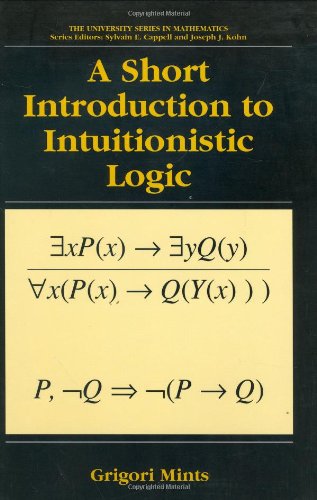 THE UNIVERSITY SERIES IN MATHEMATICS
Series Editors: Sylvain E. Cappell and Joseph J. Kohn
A Short
Introduction to
Intuitionistic
Logic
∃xP(x) → ∃yQ(y)
∀x(P(x) → Q(Y(x)))
P, ¬Q ⇒ ¬(P → Q)
Grigori Mints